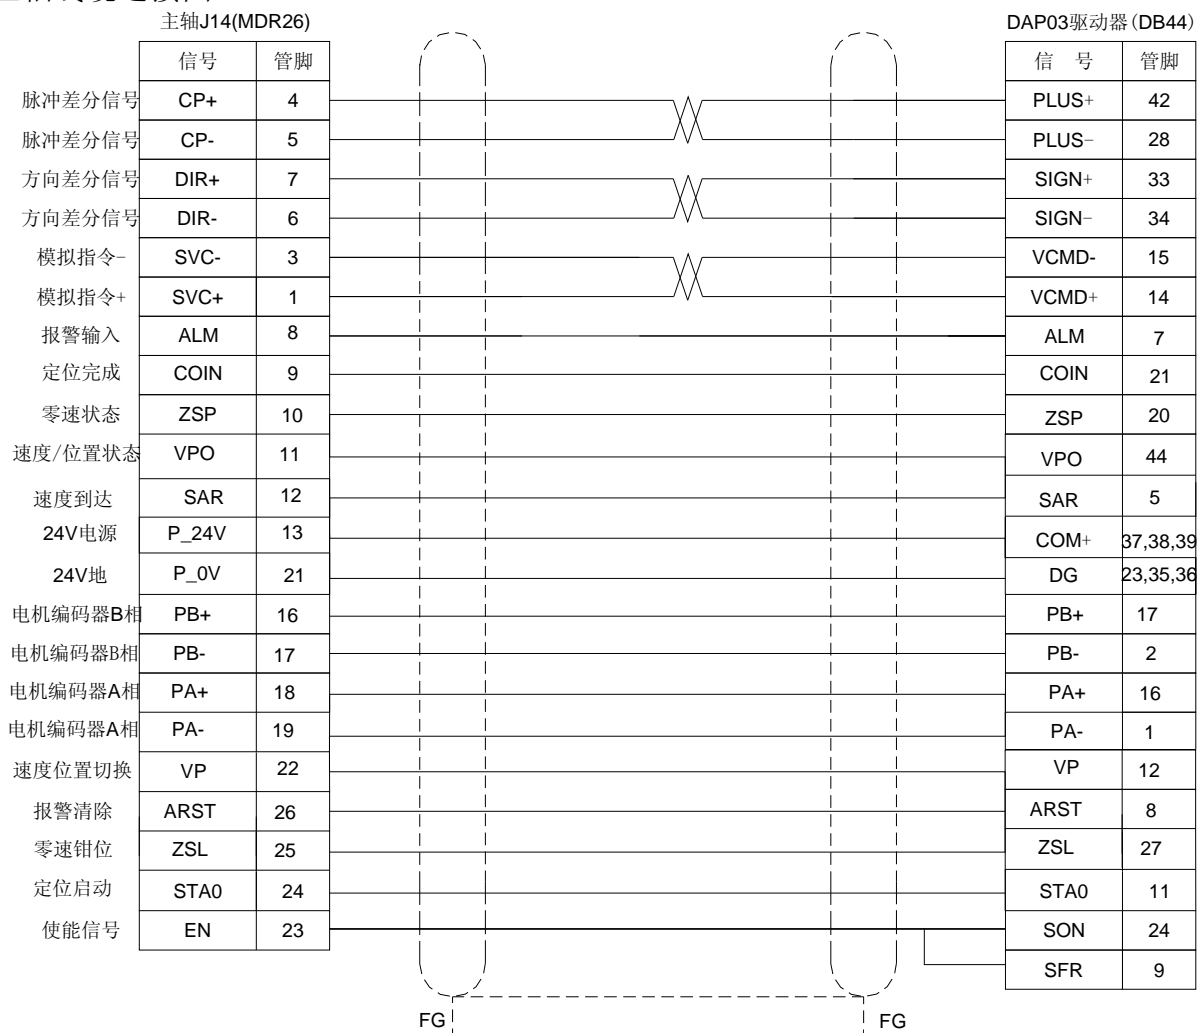 主轴J14(MDR26) DAP03驱动器(DB44)
信号 管脚 信 号 管脚
脉冲差分信号 CP+ 4 PLUS+ 42
脉冲差分信号 CP- 5 PLUS- 28
方向差分信号 DIR+ 7 SIGN+ 33
方向差分信号 DIR- 6 SIGN- 34
模拟指令- SVC- 3 VCMD- 15
模拟指令+ SVC+ 1 VCMD+ 14
报警输入 ALM 8 ALM 7
定位完成 COIN 9 COIN 21
零速状态 ZSP 10 ZSP 20
速度/位置状态 VPO 11 VPO 44
速度到达 SAR 12 SAR 5
24V电源 P_24V 13 COM+ 37,38,39
24V地 P_0V 21 DG 23,35,36
电机编码器B相 PB+ 16 PB+ 17
电机编码器B相 PB- 17 PB- 2
电机编码器A相 PA+ 18 PA+ 16
电机编码器A相 PA- 19 PA- 1
速度位置切换 VP 22 VP 12
报警清除 ARST 26 ARST 8
零速钳位 ZSL 25 ZSL 27
定位启动 STA0 24 STA0 11
使能信号 EN 23 SON 24
SFR 9
FG FG